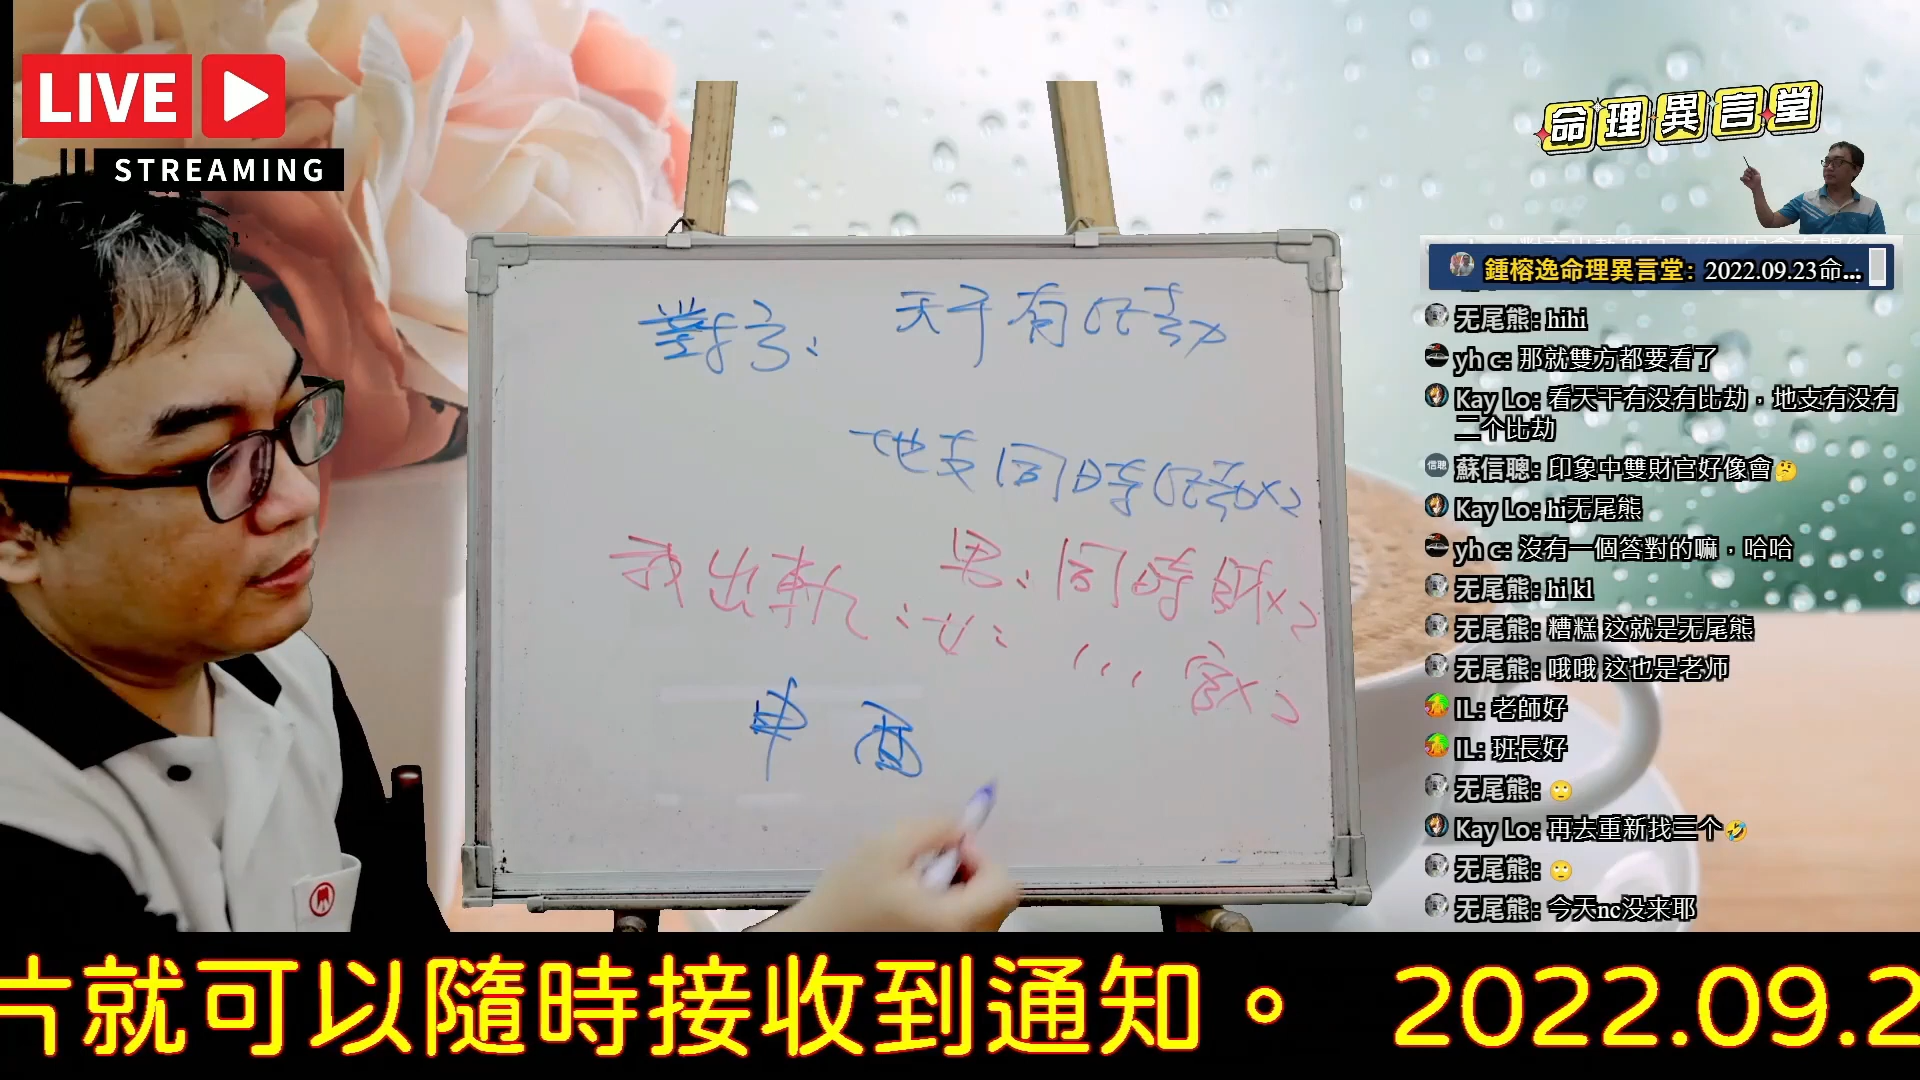 LIVE
STREAMING
命理異言堂
對方: 天干有比劫
地支同時比劫x2
我出軌: 男: 同時財x2
女: 〃 官x2
申 酉
鍾榕逸命理異言堂: 2022.09.23命...
无尾熊: hihi
yh c: 那就雙方都要看了
Kay Lo: 看天干有没有比劫，地支有没有
二个比劫
蘇信聰: 印象中雙財官好像會🤔
Kay Lo: hi无尾熊
yh c: 沒有一個答對的嘛，哈哈
无尾熊: hi kl
无尾熊: 糟糕 这就是无尾熊
无尾熊: 哦哦 这也是老师
IL: 老師好
IL: 班長好
无尾熊: 🙄
Kay Lo: 再去重新找三个🤣
无尾熊: 🙄
无尾熊: 今天nc没来耶
片就可以隨時接收到通知。 2022.09.2